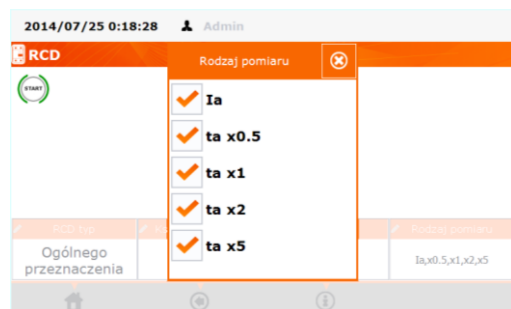 2014/07/25 0:18:28 Admin
RCD
Rodzaj pomiaru
START
Ia
ta x0.5
ta x1
ta x2
ta x5
RCD typ
Rodzaj pomiaru
Ogólnego
przeznaczenia
Ia,x0.5,x1,x2,x5